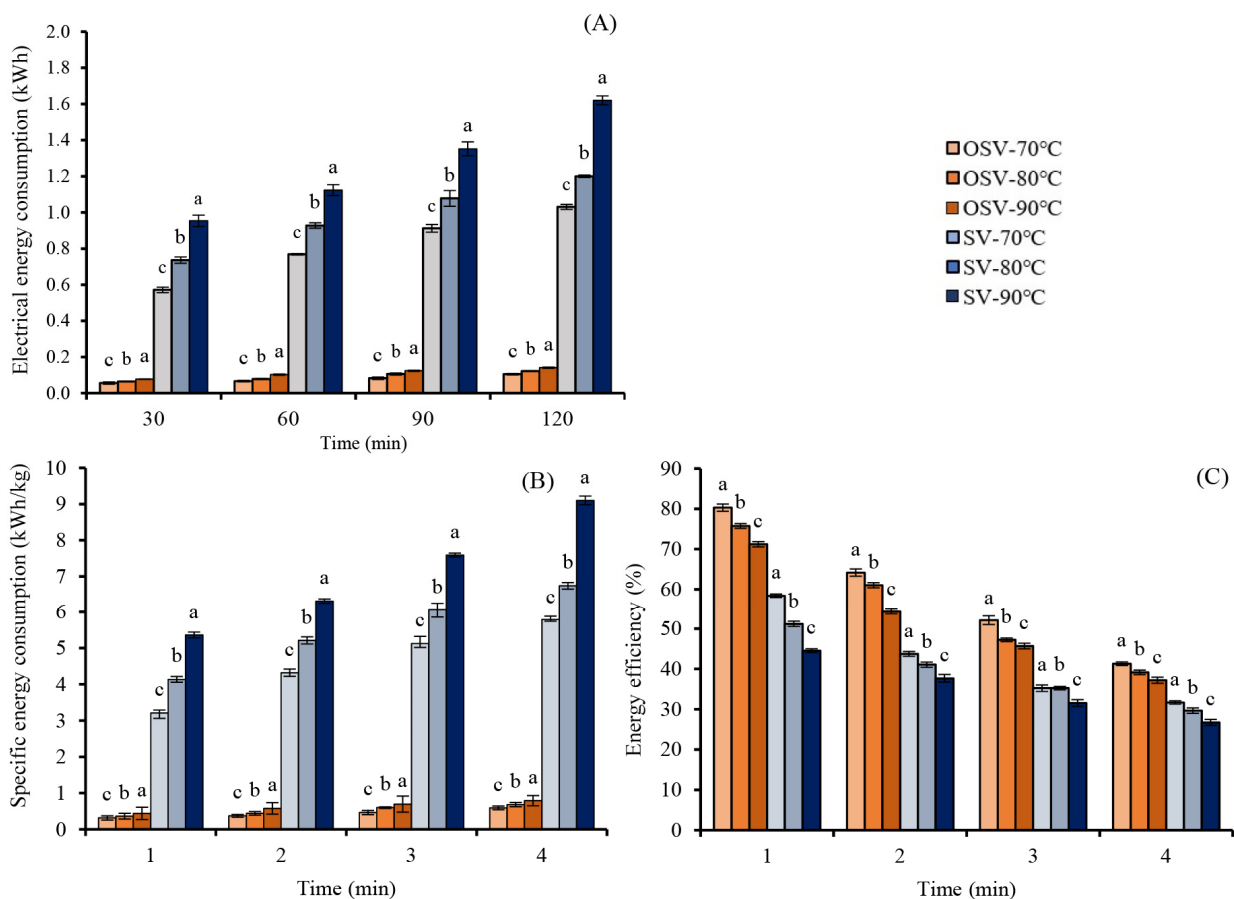 (A)
Electrical energy consumption (kWh)
2.0
1.8
1.6
1.4
1.2
1.0
0.8
0.6
0.4
0.2
0.0
c b a c b a
c b a c b a
c b a c b a
c b a c b a
30 60 90 120
Time (min)
OSV-70°C
OSV-80°C
OSV-90°C
SV-70°C
SV-80°C
SV-90°C
(B)
Specific energy consumption (kWh/kg)
10
9
8
7
6
5
4
3
2
1
0
c b a c b a
c b a c b a
c b a c b a
c b a c b a
1 2 3 4
Time (min)
(C)
Energy efficiency (%)
90
80
70
60
50
40
30
20
10
0
a b c a b c
a b c a b c
a b c a b c
a b c a b c
1 2 3 4
Time (min)